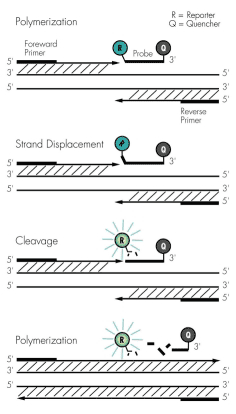 Polymerization
R = Reporter
Q = Quencher
Foreward
Primer
R
Probe
Q
3'
5'
3'
5'
3'
5'
3'
5'
Reverse
Primer
Strand Displacement
R
Q
3'
5'
3'
5'
3'
5'
3'
5'
Cleavage
R
Q
3'
5'
3'
5'
3'
5'
3'
5'
Polymerization
R
Q
3'
5'
3'
5'
3'
5'
3'
5'